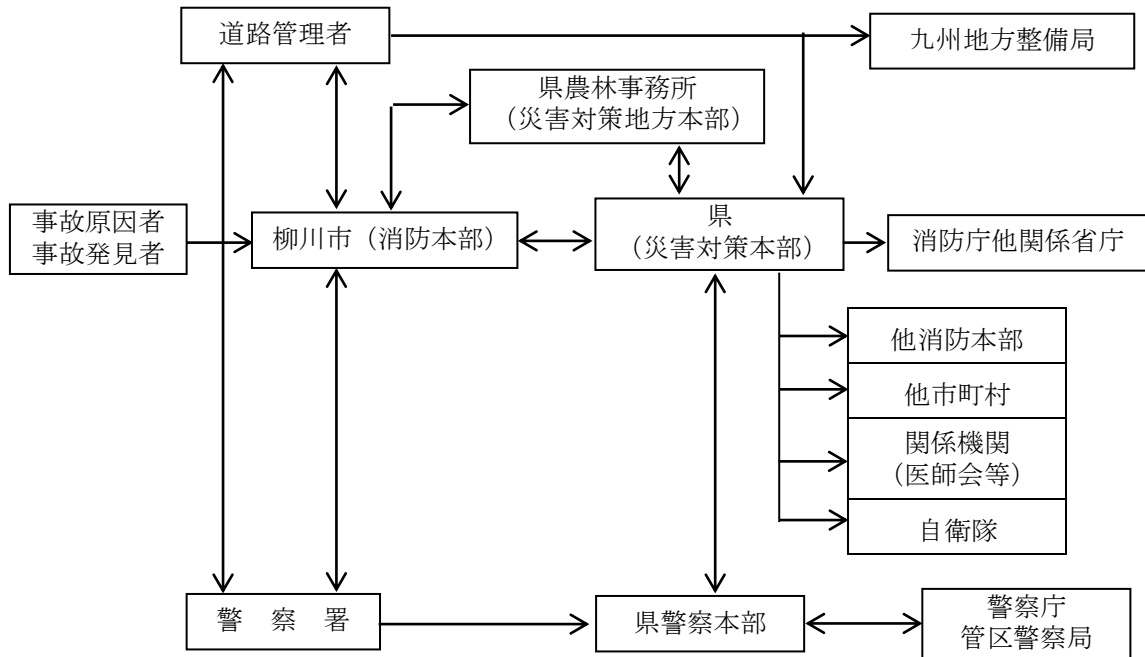 道路管理者
九州地方整備局
県農林事務所
（災害対策地方本部）
事故原因者
事故発見者
柳川市（消防本部）
県
（災害対策本部）
消防庁他関係省庁
他消防本部
他市町村
関係機関
（医師会等）
自衛隊
警　察　署
県警察本部
警察庁
管区警察局